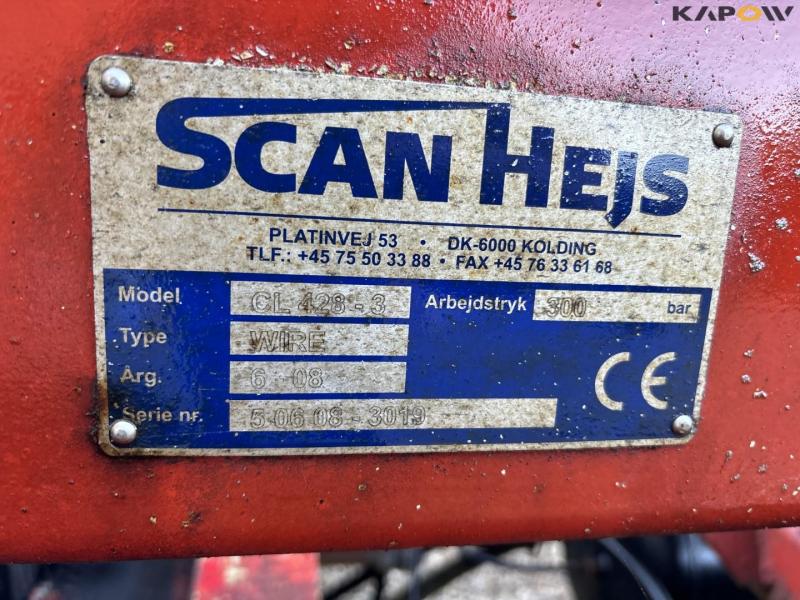 KAPOW
SCAN HEJS
PLATINVEJ 53 • DK-6000 KOLDING
TLF.: +45 75 50 33 88 • FAX +45 76 33 61 68
Model CL 428 - 3 Arbejdstryk 300 bar
Type WIRE
Årg. 6 - 08
Serie nr. 5-06 08 - 3019
CE